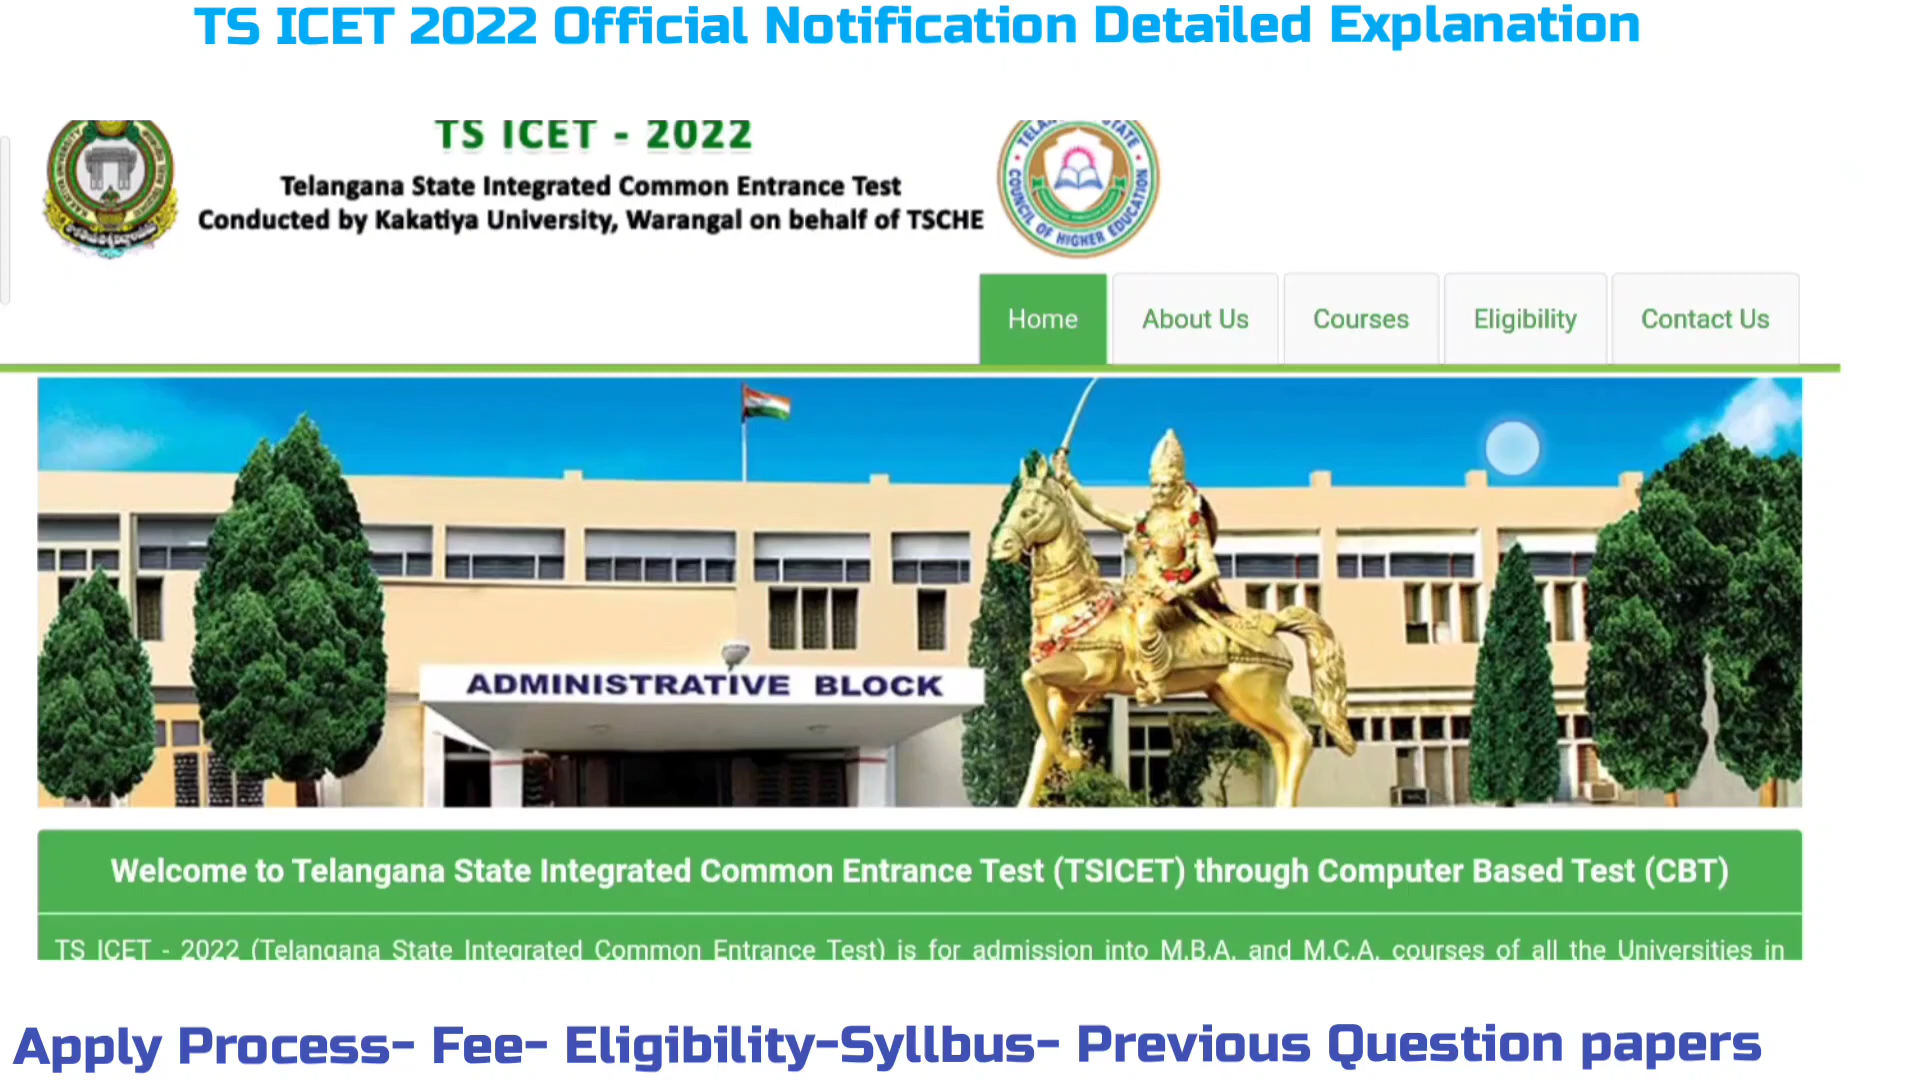 TS ICET 2022 Official Notification Detailed Explanation
TS ICET - 2022
Telangana State Integrated Common Entrance Test
Conducted by Kakatiya University, Warangal on behalf of TSCHE
COUNCIL OF HIGHER EDUCATION
Home
About Us
Courses
Eligibility
Contact Us
ADMINISTRATIVE BLOCK
Welcome to Telangana State Integrated Common Entrance Test (TSICET) through Computer Based Test (CBT)
TS ICET - 2022 (Telangana State Integrated Common Entrance Test) is for admission into M.B.A. and M.C.A. courses of all the Universities in
Apply Process- Fee- Eligibility-Syllbus- Previous Question papers